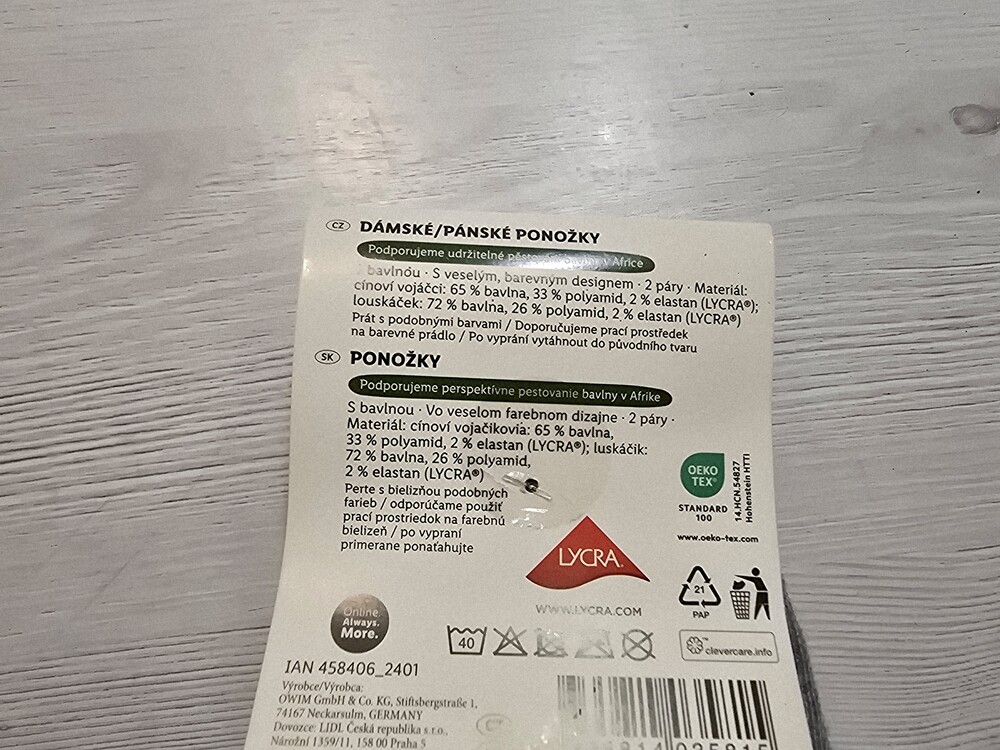 CZ DÁMSKÉ/PÁNSKÉ PONOŽKY
Podporujeme udržitelné v Africe
bavlnou · S veselým, barevným designem · 2 páry · Materiál:
cínoví vojáčci: 65 % bavlna, 33 % polyamid, 2 % elastan (LYCRA®);
louskáček: 72 % bavlna, 26 % polyamid, 2 % elastan (LYCRA®)
Prát s podobnými barvami / Doporučujeme prací prostředek
na barevné prádlo / Po vyprání vytáhnout do původního tvaru
SK PONOŽKY
Podporujeme perspektívne pestovanie bavlny v Afrike
S bavlnou · Vo veselom farebnom dizajne · 2 páry ·
Materiál: cínoví vojačikovia: 65 % bavlna,
33 % polyamid, 2 % elastan (LYCRA®); luskáčik:
72 % bavlna, 26 % polyamid,
2 % elastan (LYCRA®)
Perte s bielizňou podobných
farieb / odporúčame použiť
prací prostriedok na farebnú
bielizeň / po vypraní
primerane ponaťahujte
OEKO
TEX®
STANDARD
100
14.HCN.54827
Hohenstein HTTI
www.oeko-tex.com
LYCRA®
WWW.LYCRA.COM
21
PAP
Online.
Always.
More.
40
clevercare.info
IAN 458406_2401
Výrobce/Výrobca:
OWIM GmbH & Co. KG, Stiftsbergstraße 1,
74167 Neckarsulm, GERMANY
Dovozce: LIDL Česká republika s.r.o.,
Nárožní 1359/11, 158 00 Praha 5
CZ